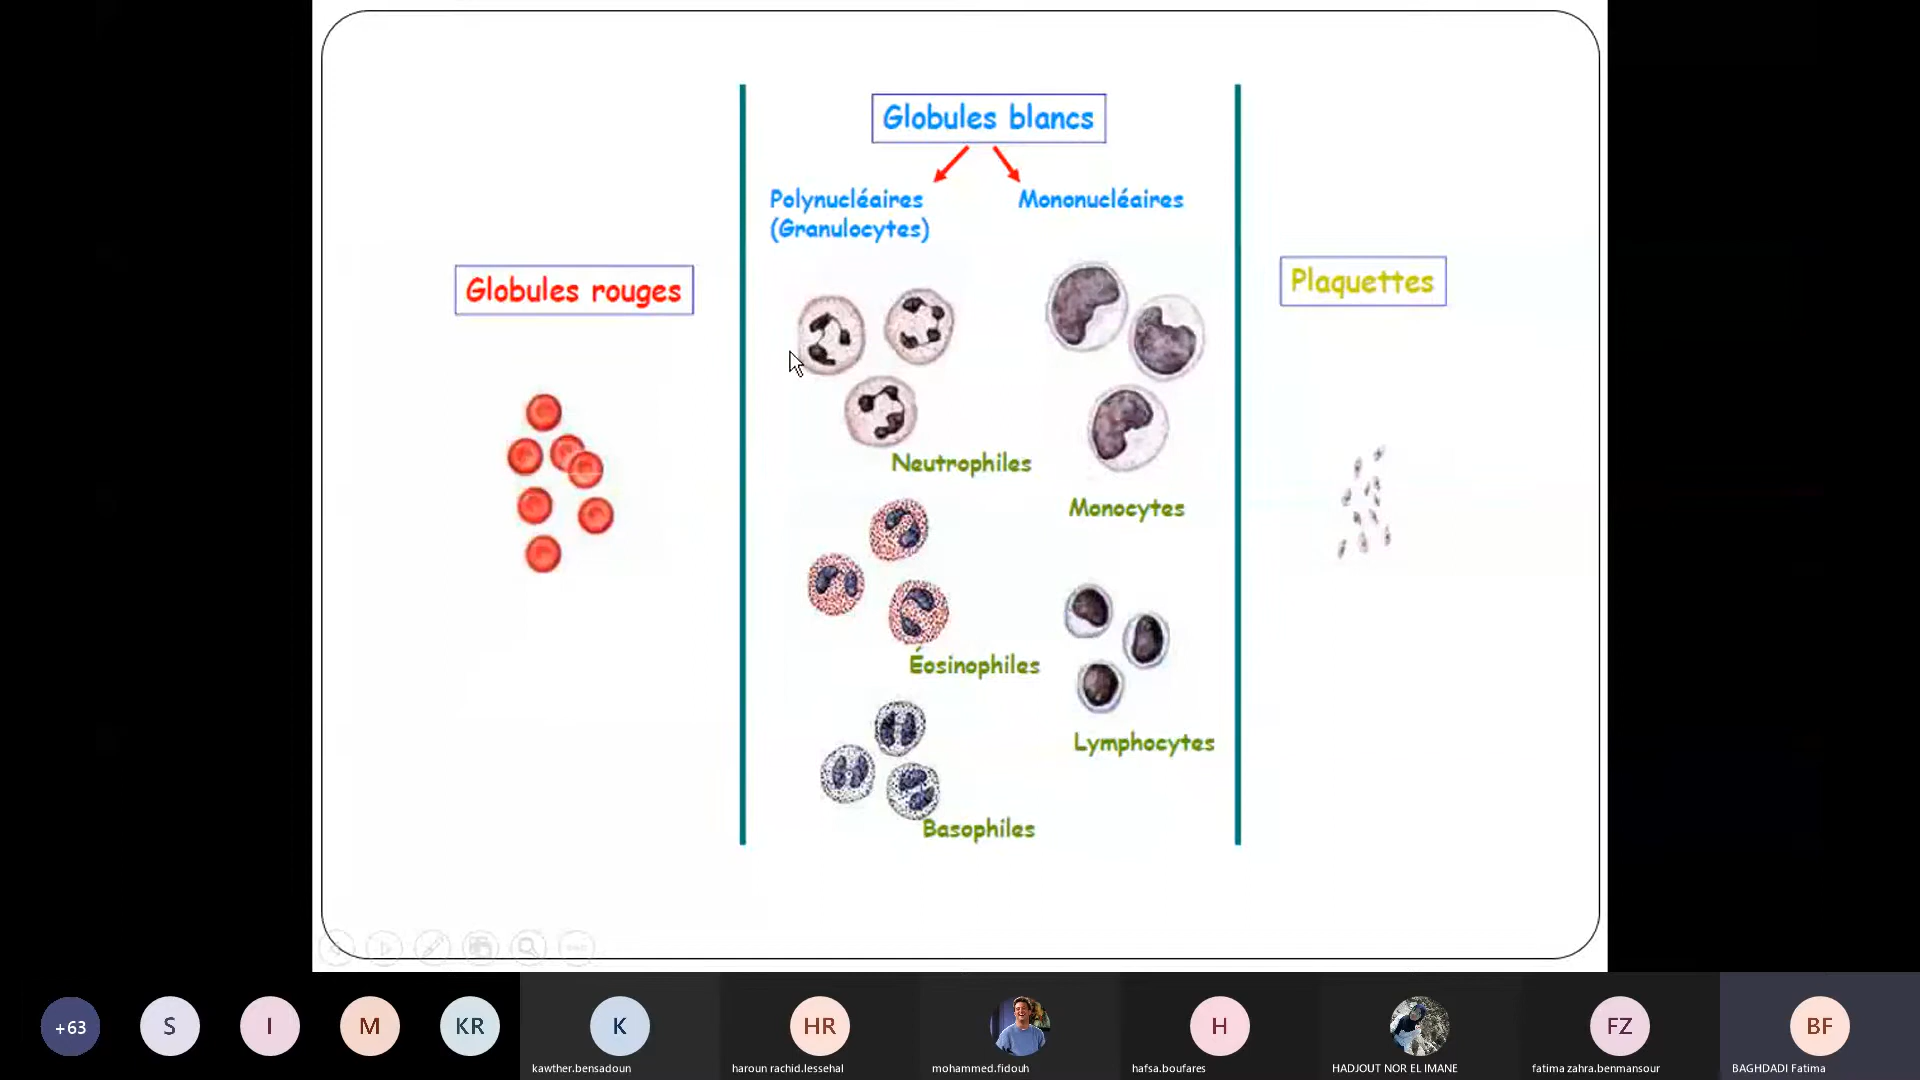 Globules blancs
Polynucléaires
(Granulocytes)
Mononucléaires
Globules rouges
Plaquettes
Neutrophiles
Monocytes
Éosinophiles
Lymphocytes
Basophiles
+63
S
I
M
KR
K
HR
H
FZ
BF
kawther.bensadoun
haroun rachid.lessehal
mohammed.fidouh
hafsa.boufares
HADJOUT NOR EL IMANE
fatima zahra.benmansour
BAGHDADI Fatima